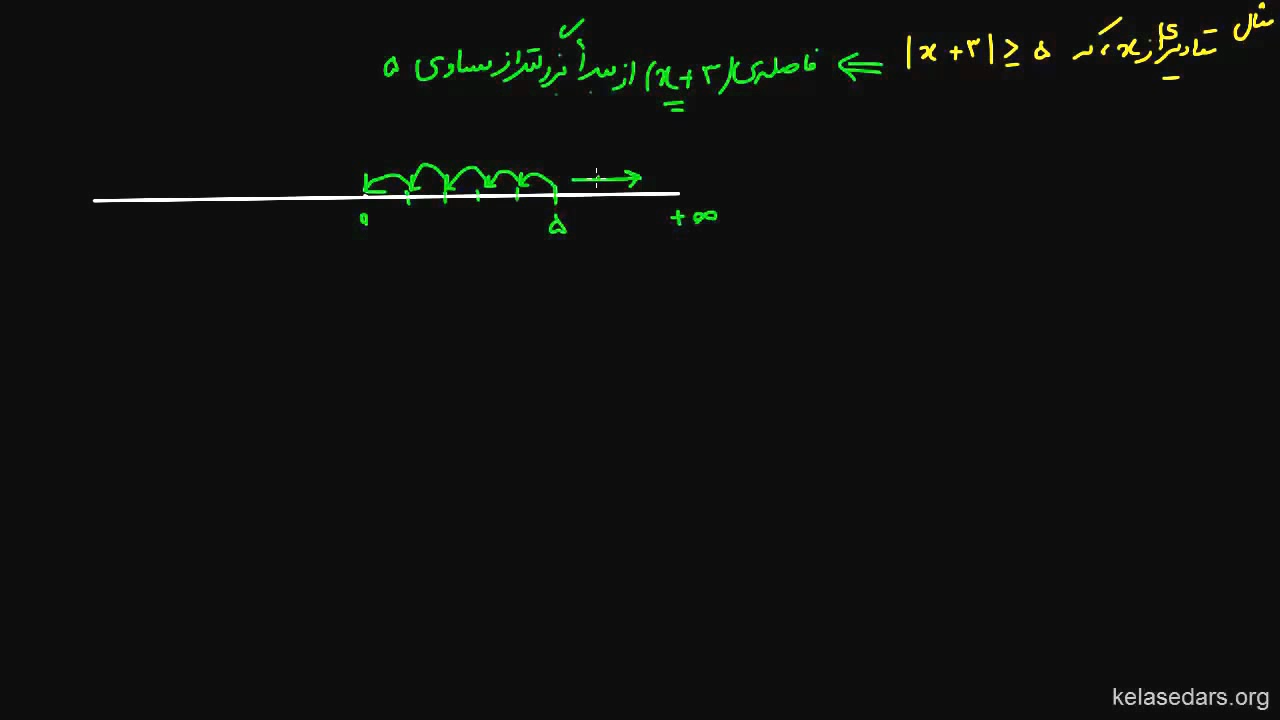 مثال
مقادیری از x، که |x + ۳| ≥ ۵
⇐ فاصله‌ی (x + ۳) از مبدأ بزرگتر از مساوی ۵
۰ ۵ +∞
kelasedars.org